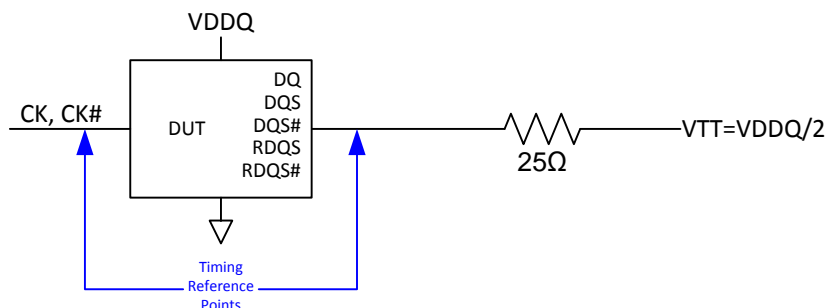 VDDQ
CK, CK#
DUT
DQ
DQS
DQS#
RDQS
RDQS#
25Ω
VTT=VDDQ/2
Timing
Reference
Points